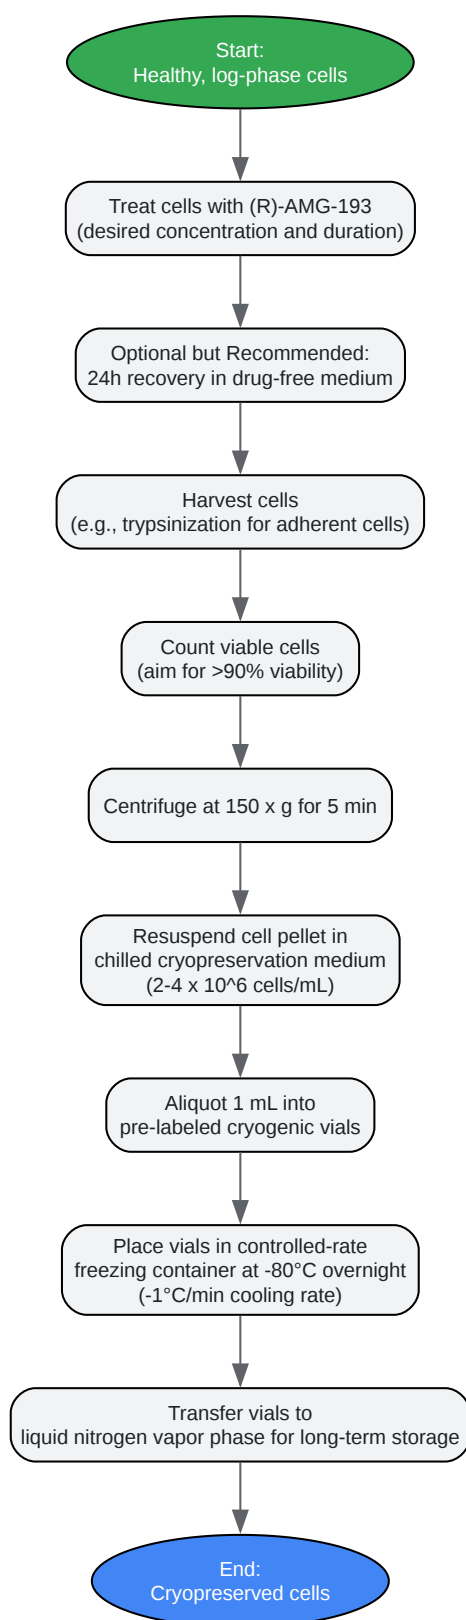 Start:
Healthy, log-phase cells
Treat cells with (R)-AMG-193
(desired concentration and duration)
Optional but Recommended:
24h recovery in drug-free medium
Harvest cells
(e.g., trypsinization for adherent cells)
Count viable cells
(aim for >90% viability)
Centrifuge at 150 x g for 5 min
Resuspend cell pellet in
chilled cryopreservation medium
(2-4 x 10^6 cells/mL)
Aliquot 1 mL into
pre-labeled cryogenic vials
Place vials in controlled-rate
freezing container at -80°C overnight
(-1°C/min cooling rate)
Transfer vials to
liquid nitrogen vapor phase for long-term storage
End:
Cryopreserved cells